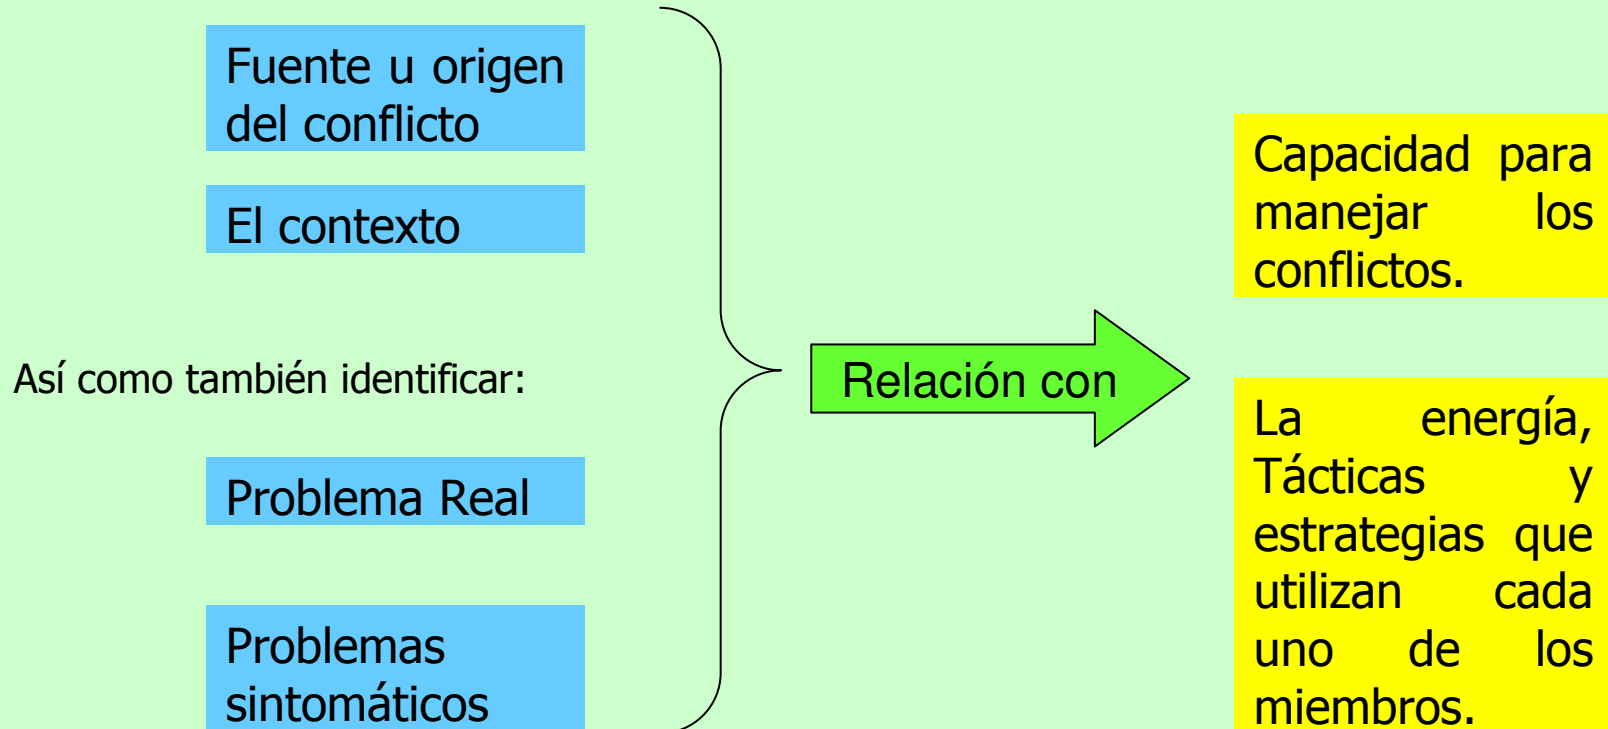 Fuente u origen
del conflicto
El contexto
Así como también identificar:
Problema Real
Problemas
sintomáticos
Relación con
Capacidad para
manejar los
conflictos.
La energía,
Tácticas y
estrategias que
utilizan cada
uno de los
miembros.